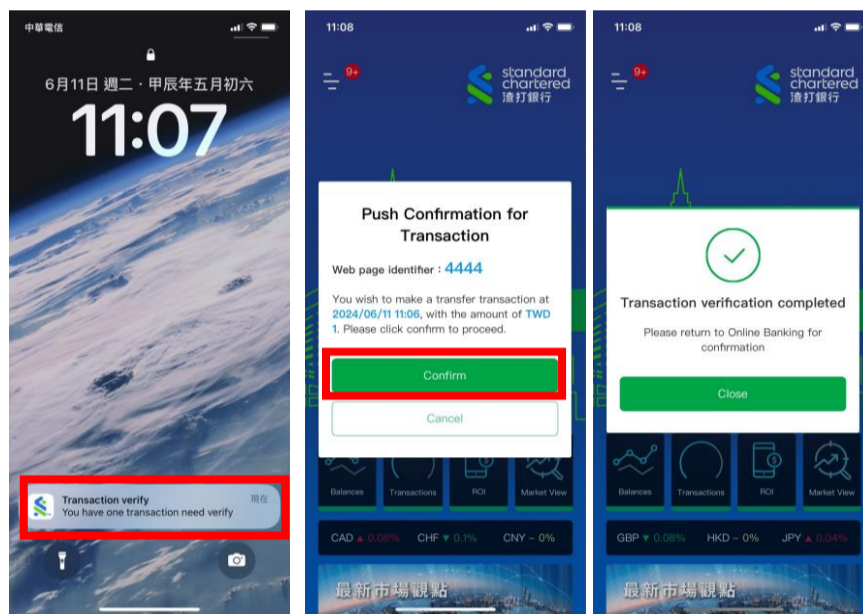 中華電信
6月11日 週二・甲辰年五月初六
11:07
Transaction verify
現在
You have one transaction need verify
11:08
9+
standard
chartered
渣打銀行
Push Confirmation for
Transaction
Web page identifier：4444
You wish to make a transfer transaction at
2024/06/11 11:06, with the amount of TWD
1. Please click confirm to proceed.
Confirm
Cancel
Balances
Transactions
ROI
Market View
CAD ▲ 0.08% CHF ▼ 0.1% CNY – 0%
最新市場觀點
11:08
9+
standard
chartered
渣打銀行
Transaction verification completed
Please return to Online Banking for
confirmation
Close
Balances
Transactions
ROI
Market View
GBP ▼ 0.08% HKD – 0% JPY ▲ 0.04%
最新市場觀點